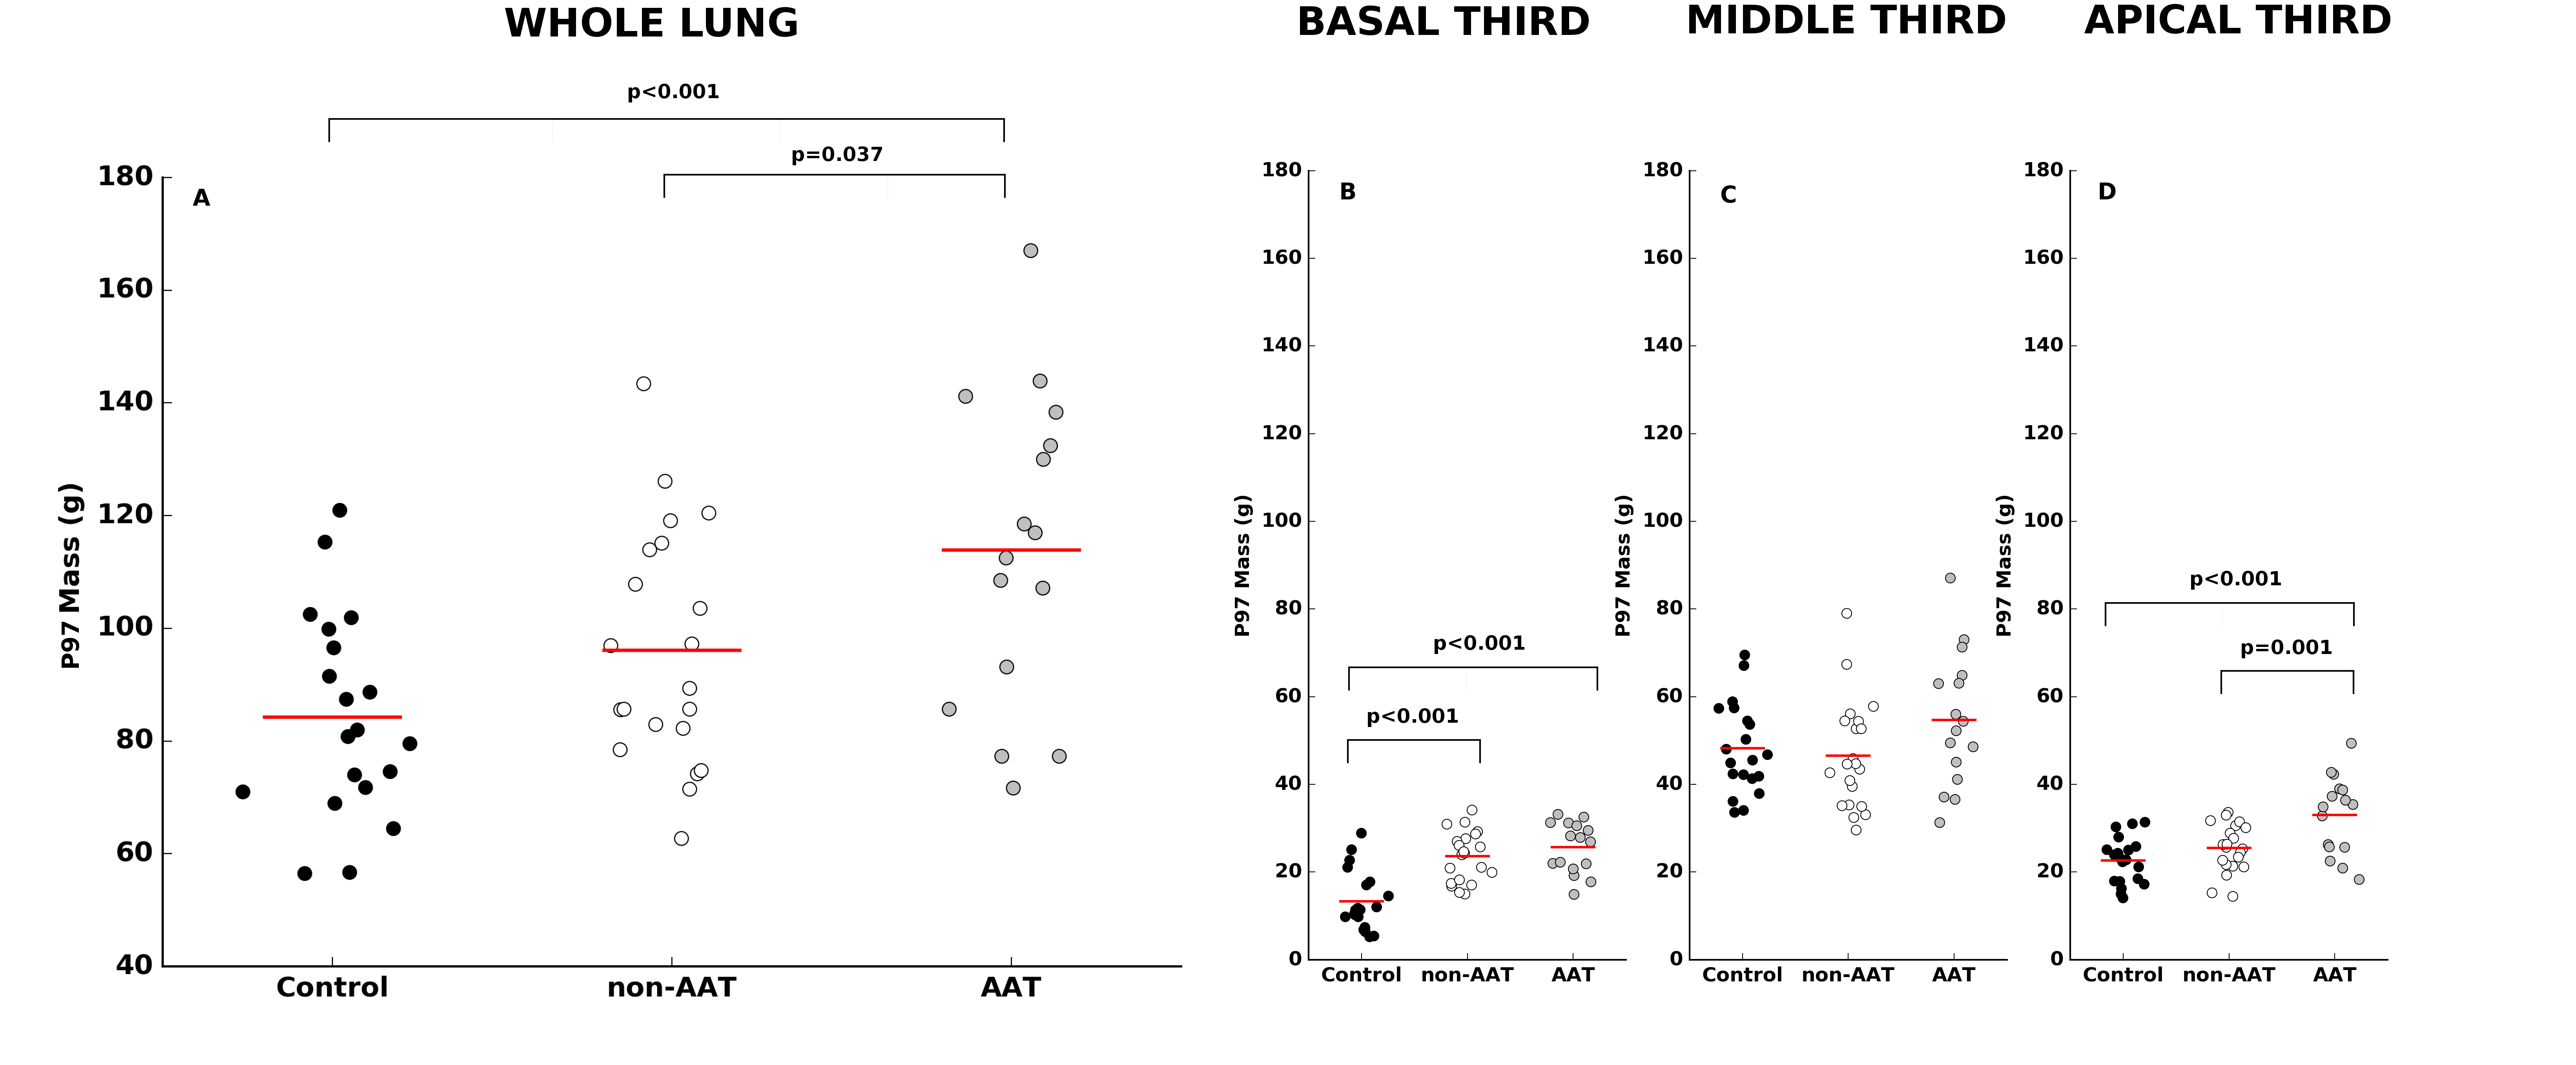 WHOLE LUNG
BASAL THIRD
MIDDLE THIRD
APICAL THIRD
p<0.001
p=0.037
A
180
160
140
120
100
80
60
40
P97 Mass (g)
Control
non-AAT
AAT
B
180
160
140
120
100
80
60
40
20
0
P97 Mass (g)
p<0.001
p<0.001
Control
non-AAT
AAT
C
180
160
140
120
100
80
60
40
20
0
P97 Mass (g)
Control
non-AAT
AAT
D
180
160
140
120
100
80
60
40
20
0
P97 Mass (g)
p<0.001
p=0.001
Control
non-AAT
AAT